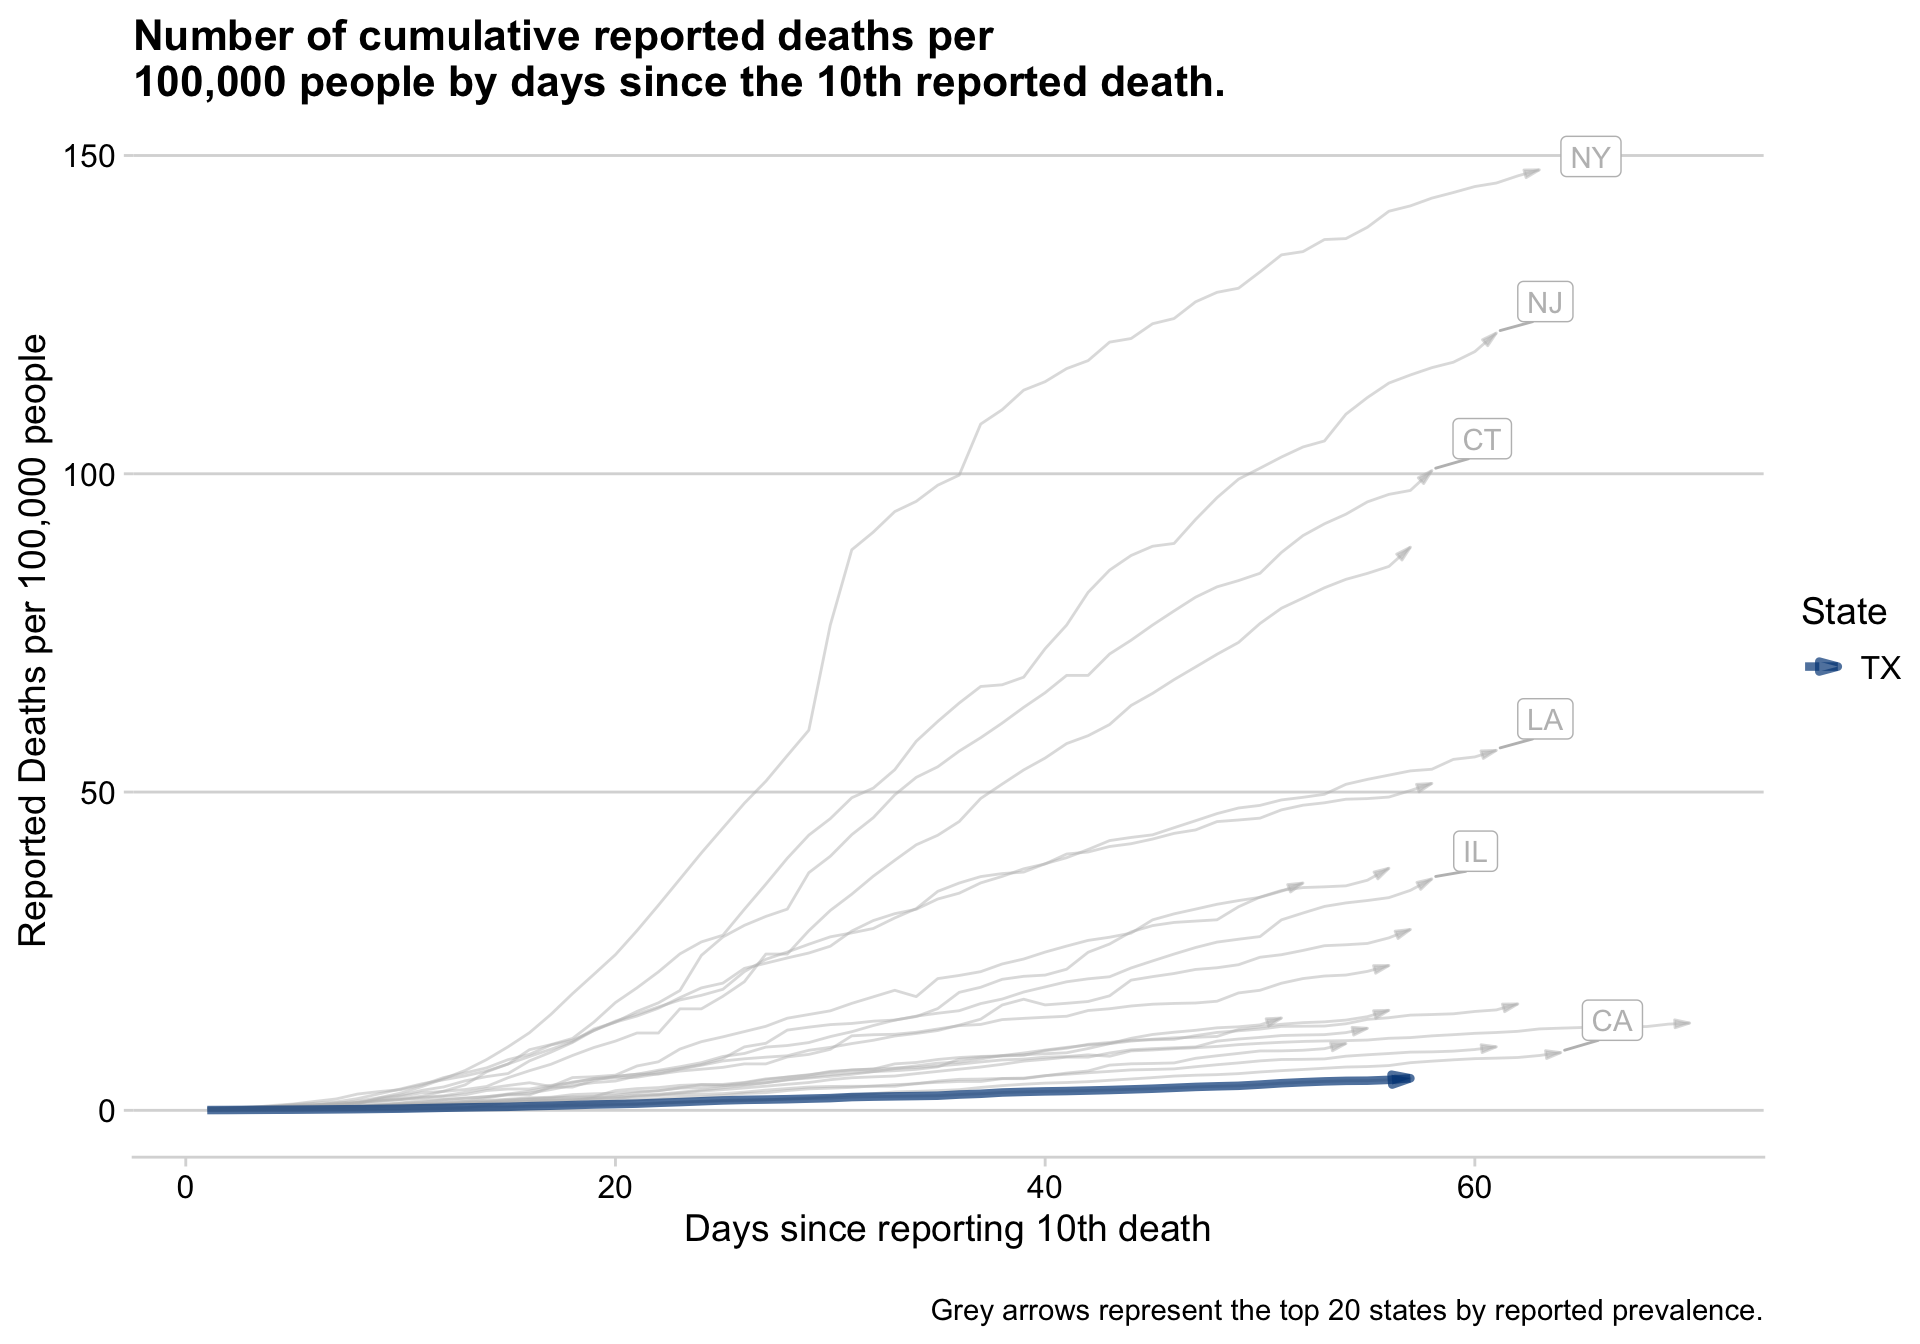 Number of cumulative reported deaths per
100,000 people by days since the 10th reported death.
Reported Deaths per 100,000 people
150
100
50
0
NY
NJ
CT
LA
IL
CA
State
TX
0
20
40
60
Days since reporting 10th death
Grey arrows represent the top 20 states by reported prevalence.